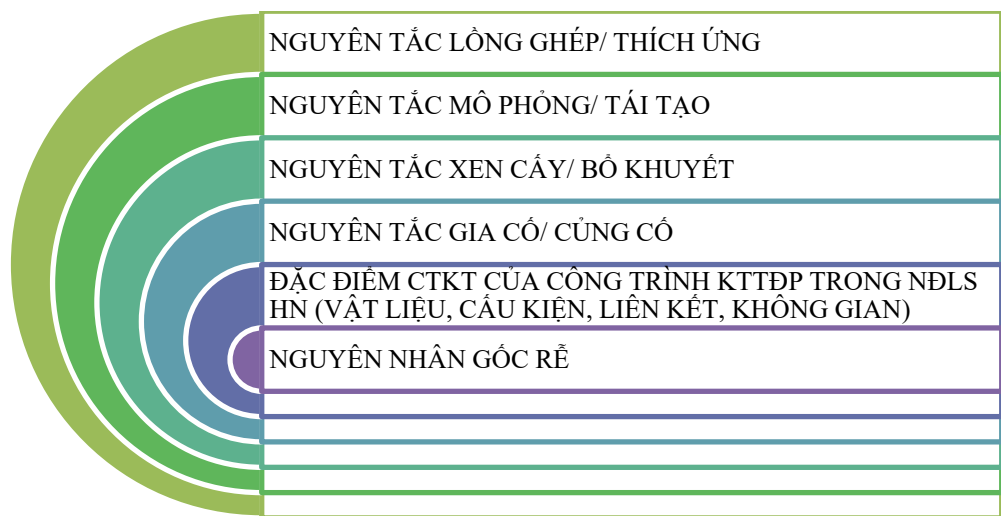 NGUYÊN TẮC LỒNG GHÉP/ THÍCH ỨNG
NGUYÊN TẮC MÔ PHỎNG/ TÁI TẠO
NGUYÊN TẮC XEN CẤY/ BỔ KHUYẾT
NGUYÊN TẮC GIA CỐ/ CỦNG CỐ
ĐẶC ĐIỂM CTKT CỦA CÔNG TRÌNH KTTĐP TRONG NĐLS
HN (VẬT LIỆU, CẤU KIỆN, LIÊN KẾT, KHÔNG GIAN)
NGUYÊN NHÂN GỐC RỄ